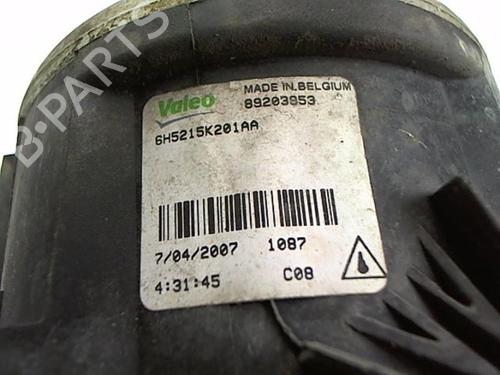 B-PARTS
Valeo
MADE IN.BELGIUM
89203953
6H5215K201AA
7/04/2007 1087
4:31:45 C08